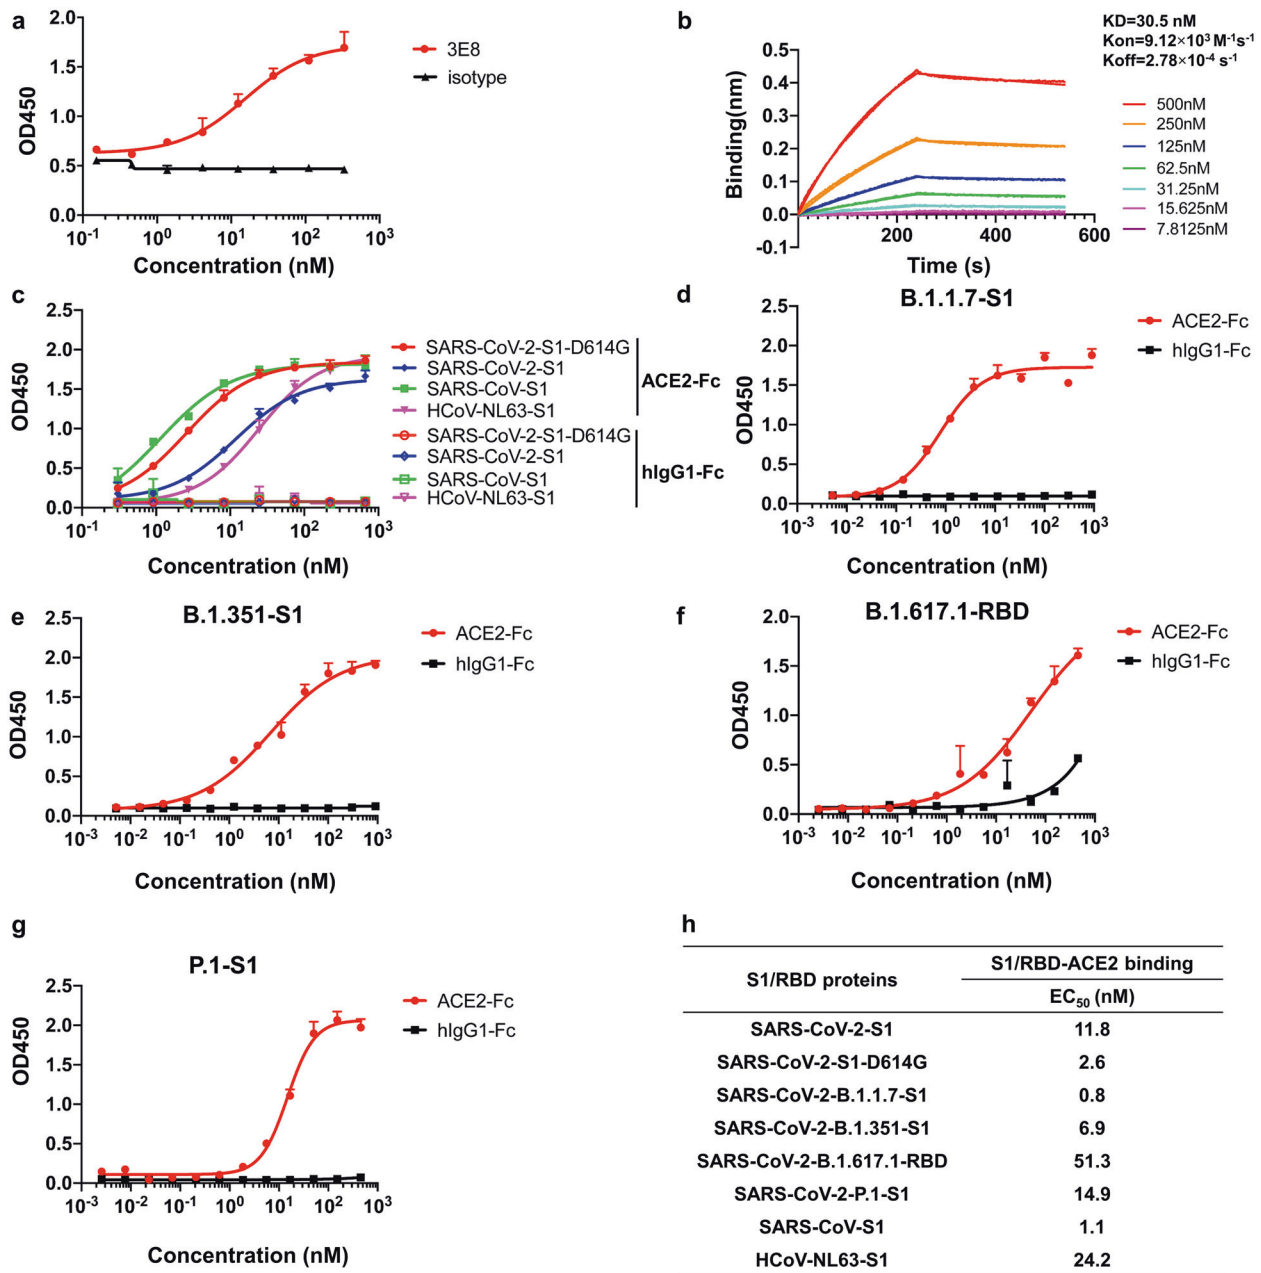 a
2.0
1.5
1.0
0.5
0.0
OD450
10-1 100 101 102 103
Concentration (nM)
3E8
isotype
b
KD=30.5 nM
Kon=9.12×10³ M⁻¹s⁻¹
Koff=2.78×10⁻⁴ s⁻¹
0.5
0.4
0.3
0.2
0.1
0.0
-0.1
Binding(nm)
200 400 600
Time (s)
500nM
250nM
125nM
62.5nM
31.25nM
15.625nM
7.8125nM
c
2.5
2.0
1.5
1.0
0.5
0.0
OD450
10-1 100 101 102 103
Concentration (nM)
SARS-CoV-2-S1-D614G
SARS-CoV-2-S1
SARS-CoV-S1
HCoV-NL63-S1
ACE2-Fc
SARS-CoV-2-S1-D614G
SARS-CoV-2-S1
SARS-CoV-S1
HCoV-NL63-S1
hIgG1-Fc
d
B.1.1.7-S1
2.5
2.0
1.5
1.0
0.5
0.0
OD450
10-3 10-2 10-1 100 101 102 103
Concentration (nM)
ACE2-Fc
hIgG1-Fc
e
B.1.351-S1
2.5
2.0
1.5
1.0
0.5
0.0
OD450
10-3 10-2 10-1 100 101 102 103
Concentration (nM)
ACE2-Fc
hIgG1-Fc
f
B.1.617.1-RBD
2.0
1.5
1.0
0.5
0.0
OD450
10-3 10-2 10-1 100 101 102 103
Concentration (nM)
ACE2-Fc
hIgG1-Fc
g
P.1-S1
2.5
2.0
1.5
1.0
0.5
0.0
OD450
10-3 10-2 10-1 100 101 102 103
Concentration (nM)
ACE2-Fc
hIgG1-Fc
h
S1/RBD proteins
S1/RBD-ACE2 binding
EC₅₀ (nM)
SARS-CoV-2-S1 11.8
SARS-CoV-2-S1-D614G 2.6
SARS-CoV-2-B.1.1.7-S1 0.8
SARS-CoV-2-B.1.351-S1 6.9
SARS-CoV-2-B.1.617.1-RBD 51.3
SARS-CoV-2-P.1-S1 14.9
SARS-CoV-S1 1.1
HCoV-NL63-S1 24.2